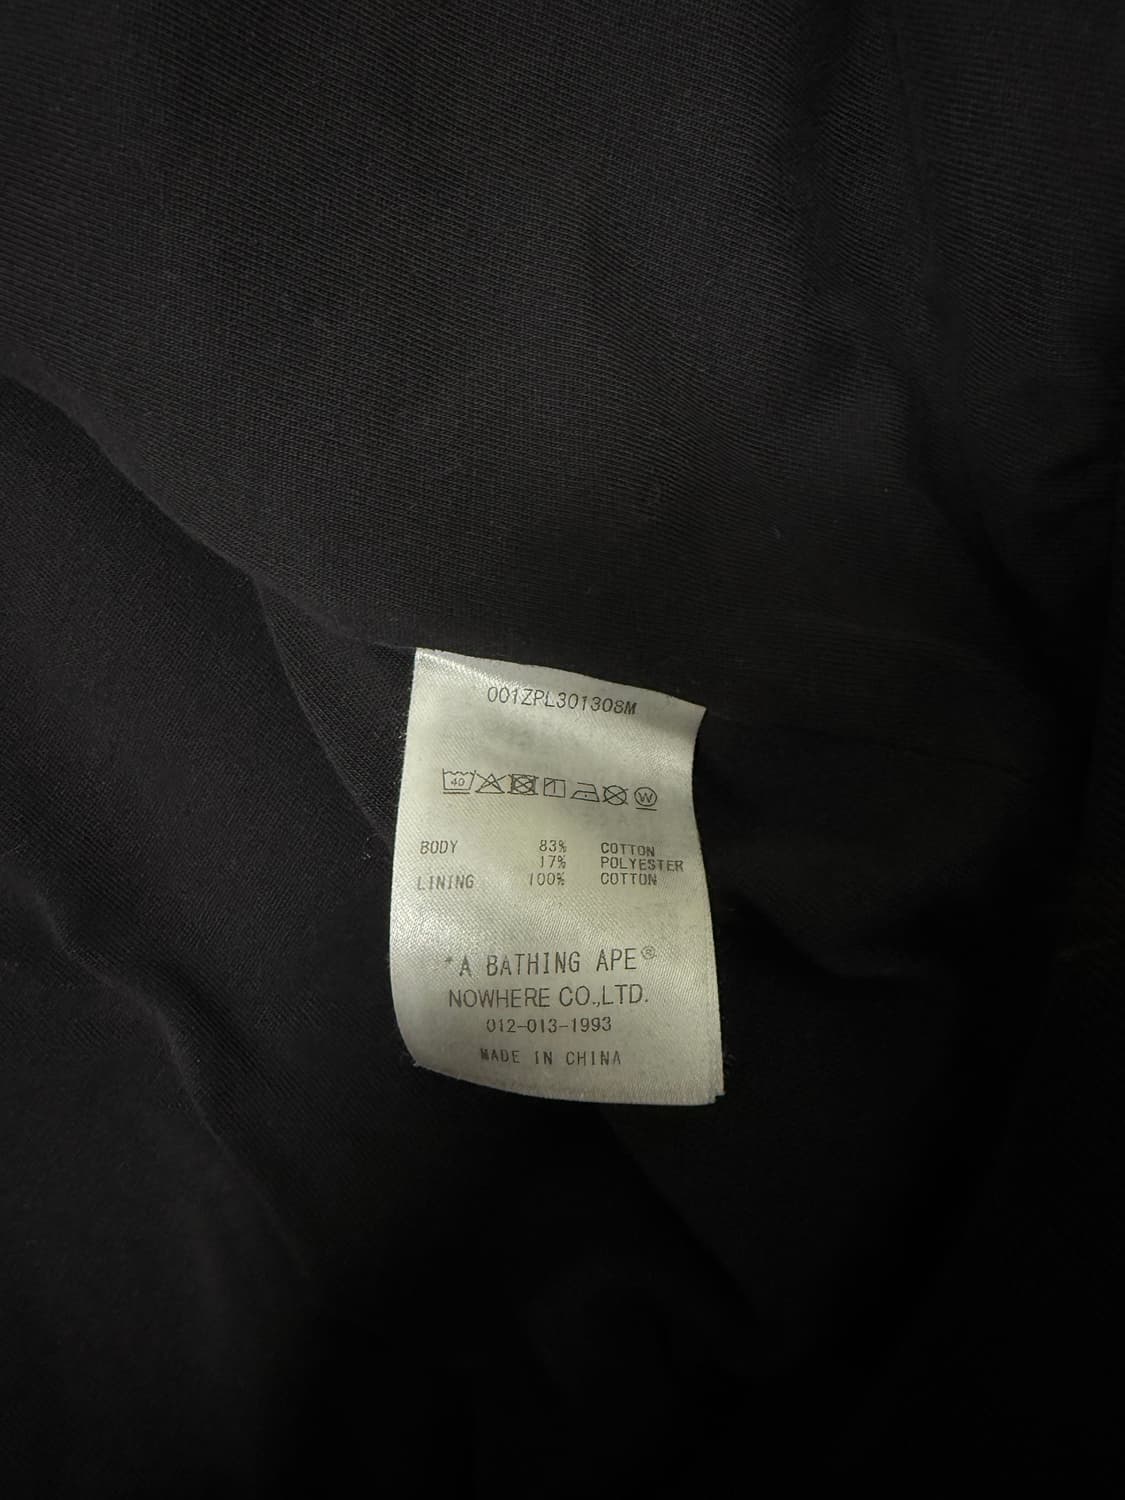 001ZPL301308M
40 W
BODY 83% COTTON
17% POLYESTER
LINING 100% COTTON
"A BATHING APE®
NOWHERE CO.,LTD.
012-013-1993
MADE IN CHINA